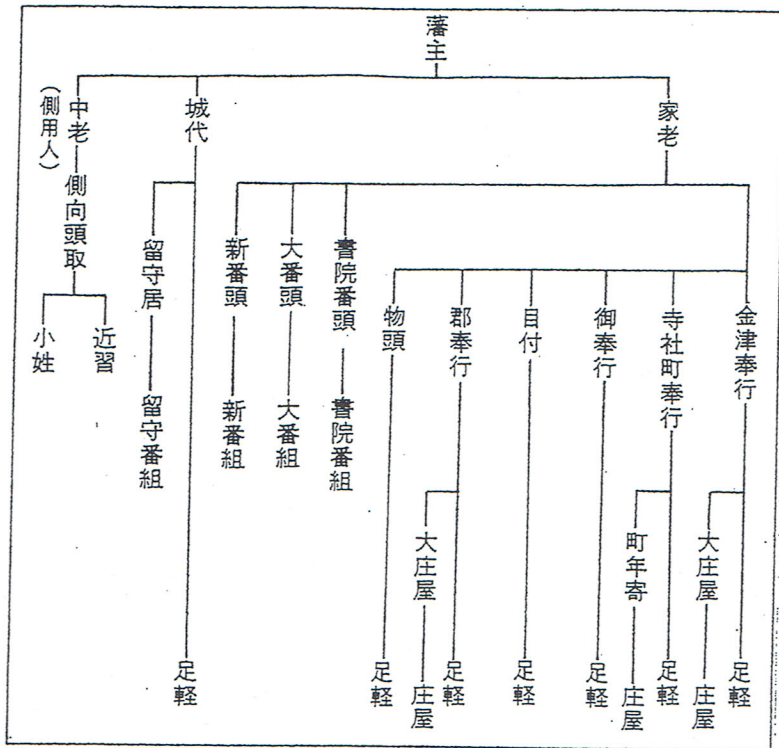 藩主
家老
城代
中老
（側用人）
側向頭取
近習
小姓
書院番頭
大番頭
新番頭
留守居
金津奉行
寺社町奉行
御奉行
目付
郡奉行
物頭
書院番組
大番組
新番組
留守番組
大庄屋
町年寄
大庄屋
足軽
庄屋
足軽
庄屋
足軽
足軽
足軽
庄屋
足軽
足軽